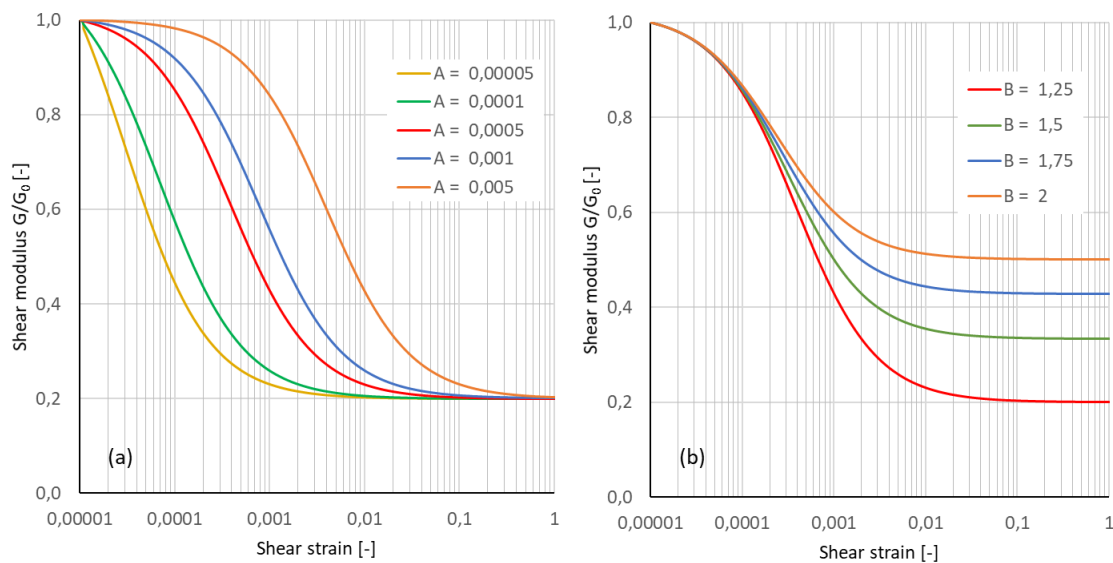 1,0
0,8
0,6
0,4
0,2
0,0
Shear modulus G/G₀ [-]
A = 0,00005
A = 0,0001
A = 0,0005
A = 0,001
A = 0,005
(a)
0,00001 0,0001 0,001 0,01 0,1 1
Shear strain [-]
1,0
0,8
0,6
0,4
0,2
0,0
Shear modulus G/G₀ [-]
B = 1,25
B = 1,5
B = 1,75
B = 2
(b)
0,00001 0,0001 0,001 0,01 0,1 1
Shear strain [-]